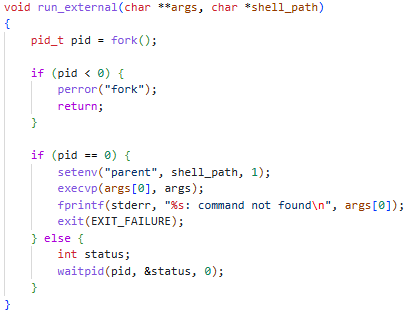 void run_external(char **args, char *shell_path)
{
    pid_t pid = fork();

    if (pid < 0) {
        perror("fork");
        return;
    }

    if (pid == 0) {
        setenv("parent", shell_path, 1);
        execvp(args[0], args);
        fprintf(stderr, "%s: command not found\n", args[0]);
        exit(EXIT_FAILURE);
    } else {
        int status;
        waitpid(pid, &status, 0);
    }
}